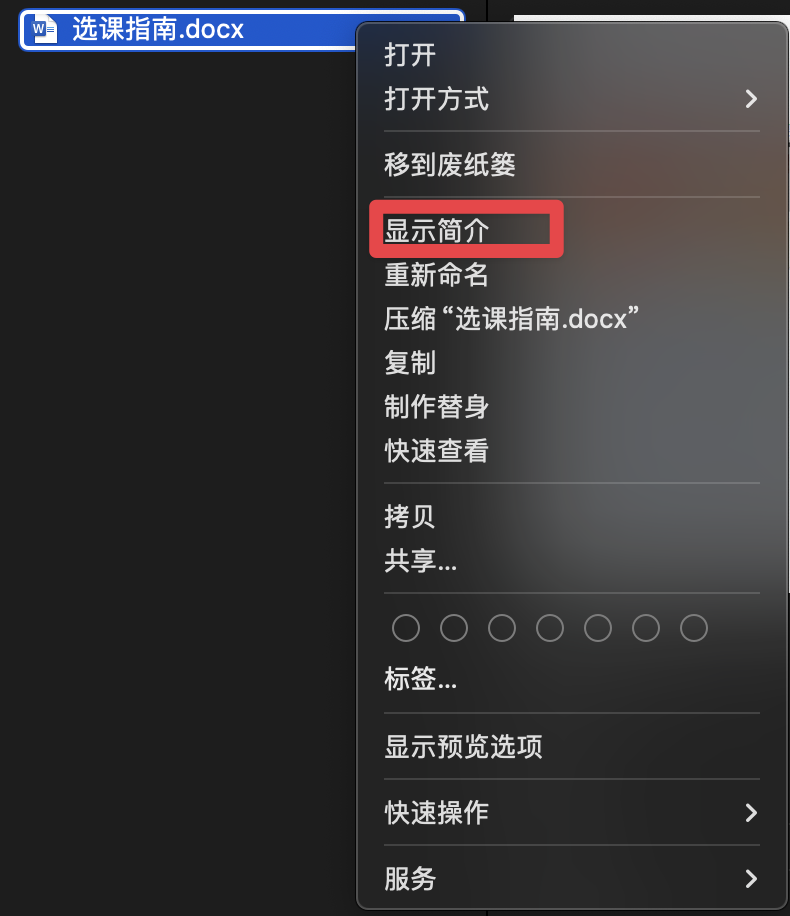 选课指南.docx
打开
打开方式
移到废纸篓
显示简介
重新命名
压缩“选课指南.docx”
复制
制作替身
快速查看
拷贝
共享...
标签...
显示预览选项
快速操作
服务